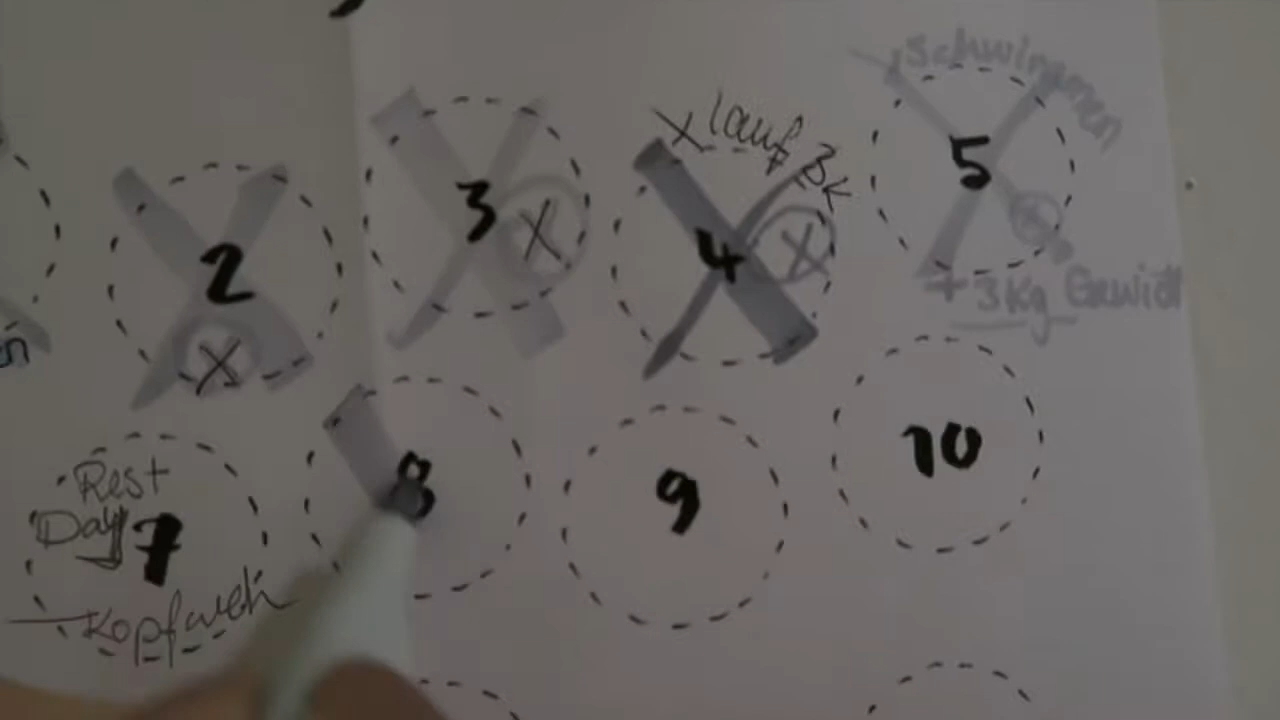 schwimmen
x lauf 3k
5
3
x
4
x
2
x
+ 3kg Gewicht
10
8
9
Rest
Day 7
Kopfweh